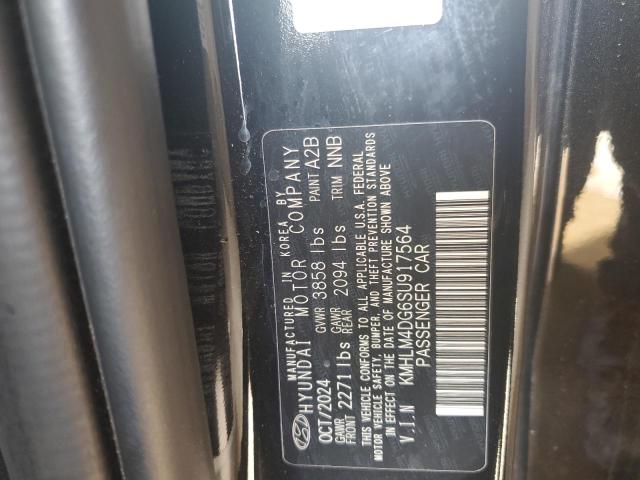 MANUFACTURED IN KOREA BY
HYUNDAI MOTOR COMPANY
OCT/2024 GVWR 3858 lbs PAINT A2B
GAWR FRONT 2271 lbs GAWR REAR 2094 lbs TRIM NNB
THIS VEHICLE CONFORMS TO ALL APPLICABLE U.S.A. FEDERAL
MOTOR VEHICLE SAFETY, BUMPER, AND THEFT PREVENTION STANDARDS
IN EFFECT ON THE DATE OF MANUFACTURE SHOWN ABOVE
V.I.N KMHLM4DG6SU917564
PASSENGER CAR